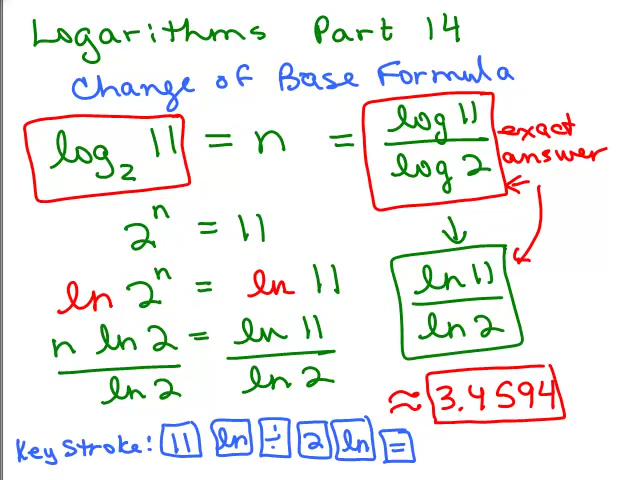 Logarithms Part 14
Change of Base Formula
log₂ 11 = n = log 11 / log 2
exact answer
2ⁿ = 11
ln 2ⁿ = ln 11
ln 11 / ln 2
n ln 2 / ln 2 = ln 11 / ln 2
≈ 3.4594
Key Stroke: 11 ln ÷ 2 ln =